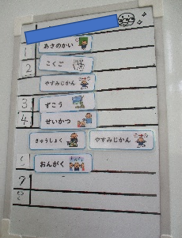 あさのかい
1 こくご
2
やすみじかん
3 ずこう
4 せいかつ
きゅうしょく やすみじかん
5 おんがく